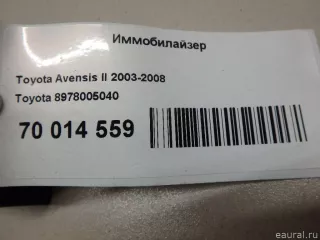 Иммобилайзер
Toyota Avensis II 2003-2008
Toyota 8978005040
70 014 559
eaural.ru